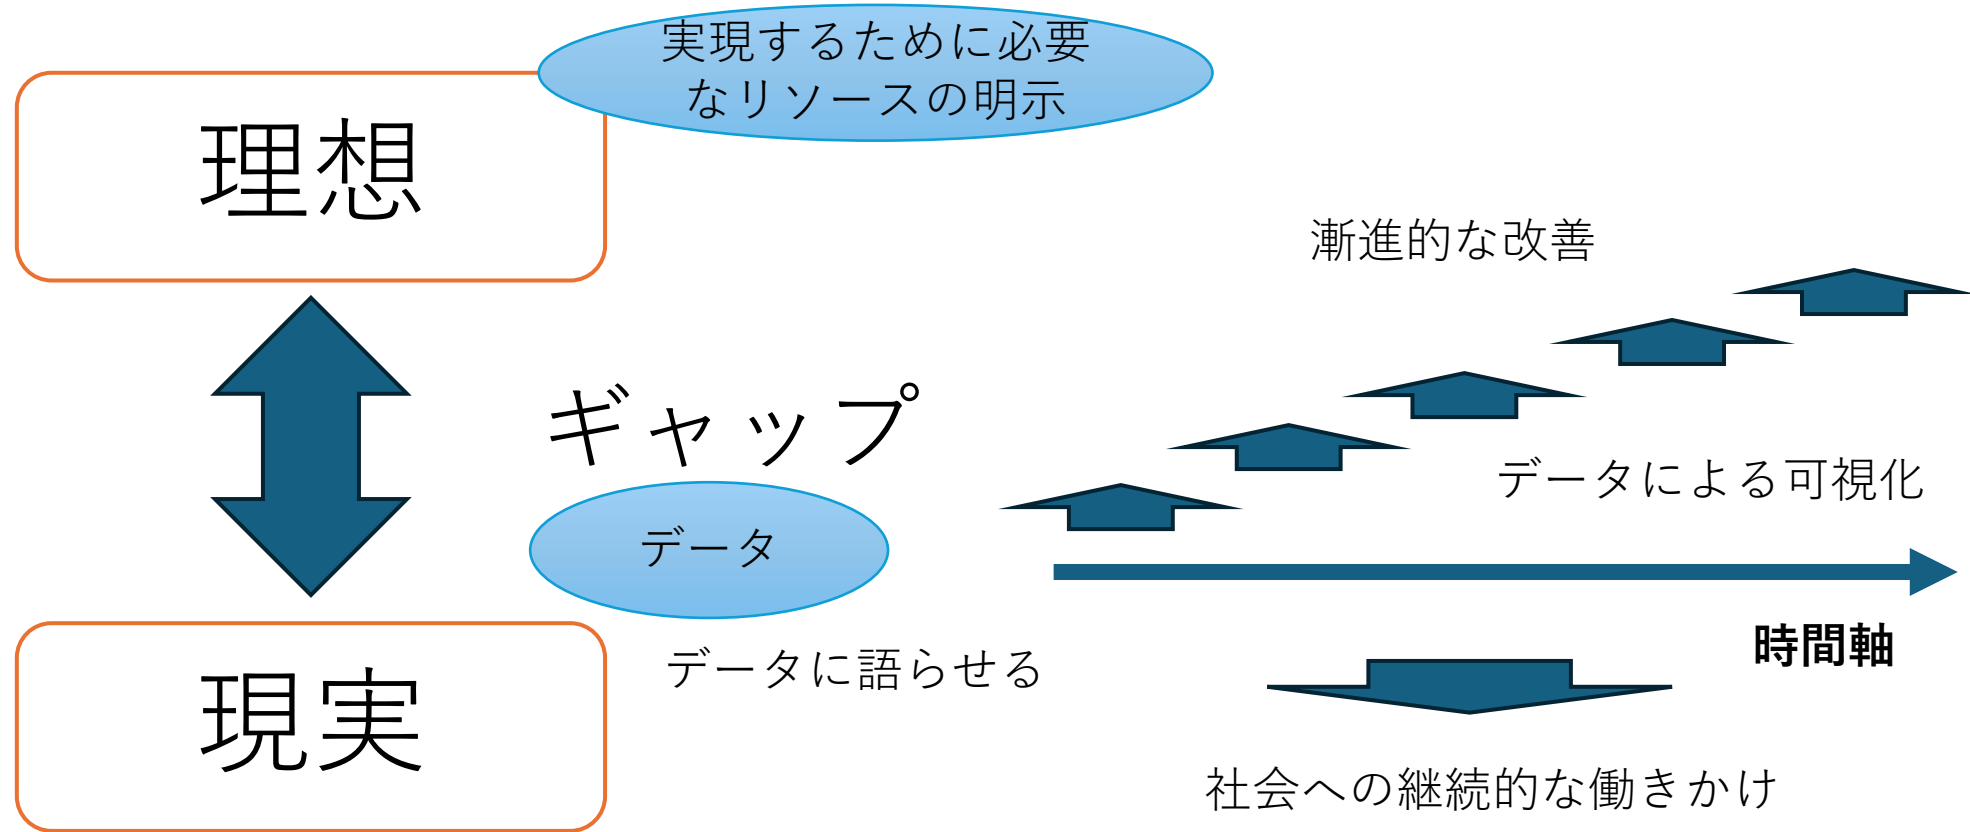 実現するために必要
なリソースの明示
理想
漸進的な改善
ギャップ
データによる可視化
データ
時間軸
データに語らせる
現実
社会への継続的な働きかけ